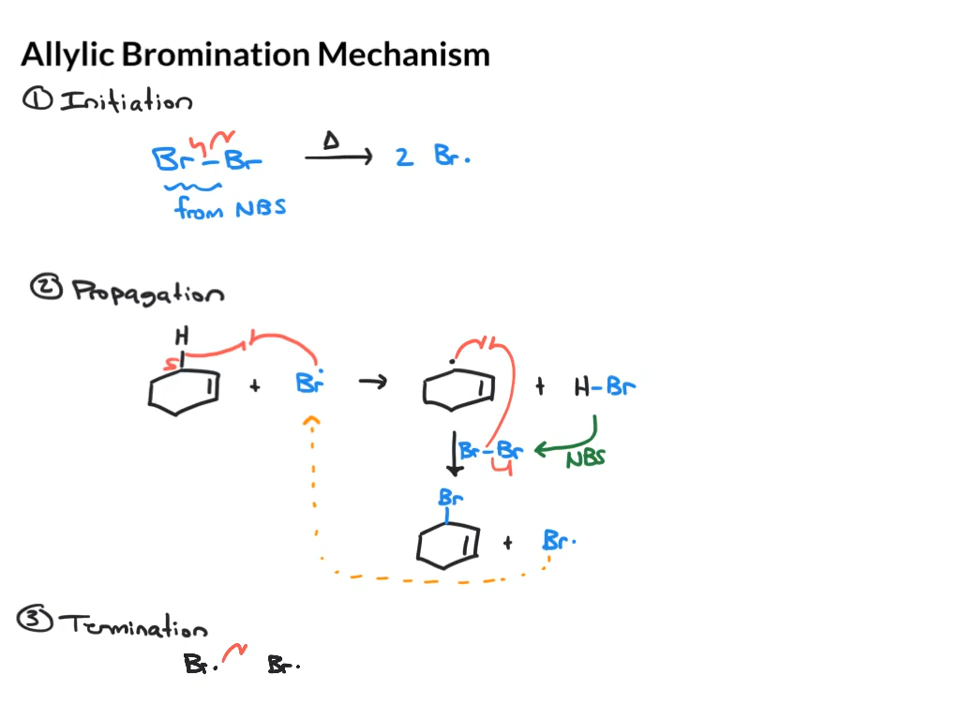 Allylic Bromination Mechanism
① Initiation
Br–Br Δ 2 Br·
from NBS
② Propagation
H
+ Br· + H–Br
Br–Br NBS
Br
+ Br·
③ Termination
Br· Br·